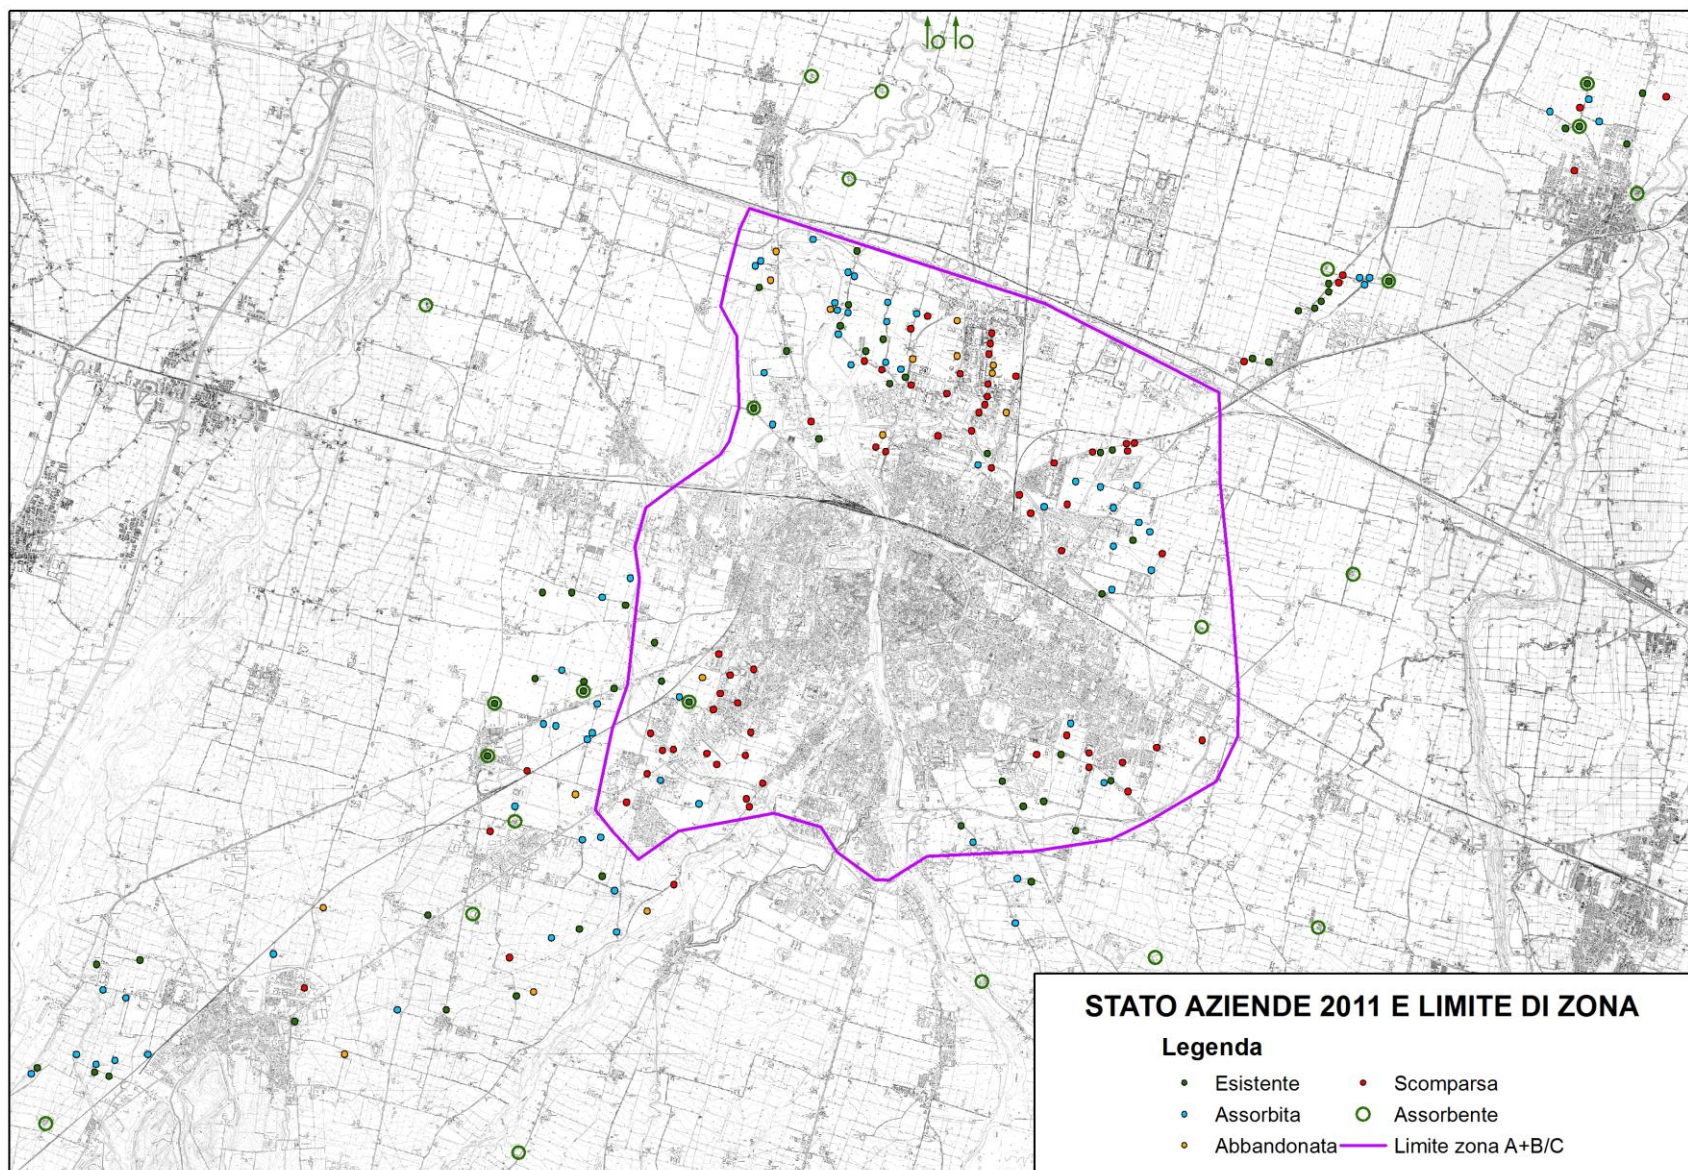 STATO AZIENDE 2011 E LIMITE DI ZONA
Legenda
Esistente
Scomparsa
Assorbita
Assorbente
Abbandonata
Limite zona A+B/C